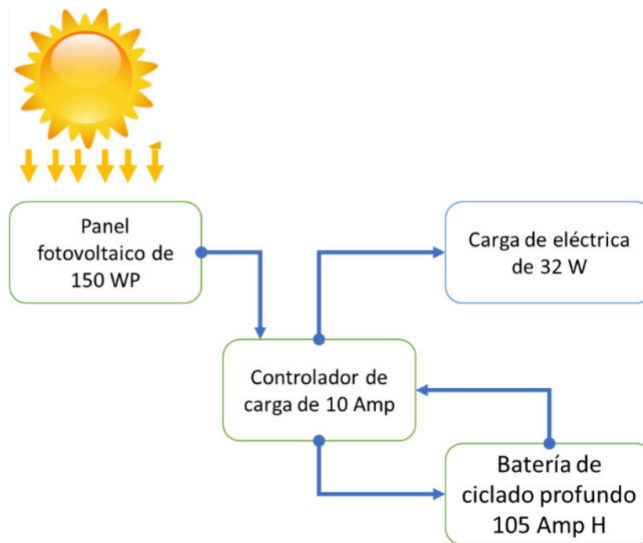 Panel
fotovoltaico de
150 WP
Carga de eléctrica
de 32 W
Controlador de
carga de 10 Amp
Batería de
ciclado profundo
105 Amp H